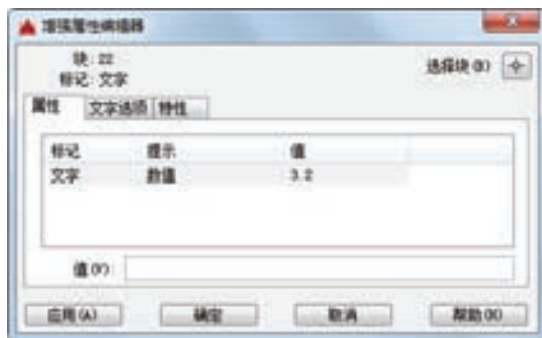 增强属性编辑器
块: 22
标记: 文字
选择块(B)
属性 文字选项 特性
标记 提示 值
文字 数值 3.2
值(V):
应用(A) 确定 取消 帮助(H)